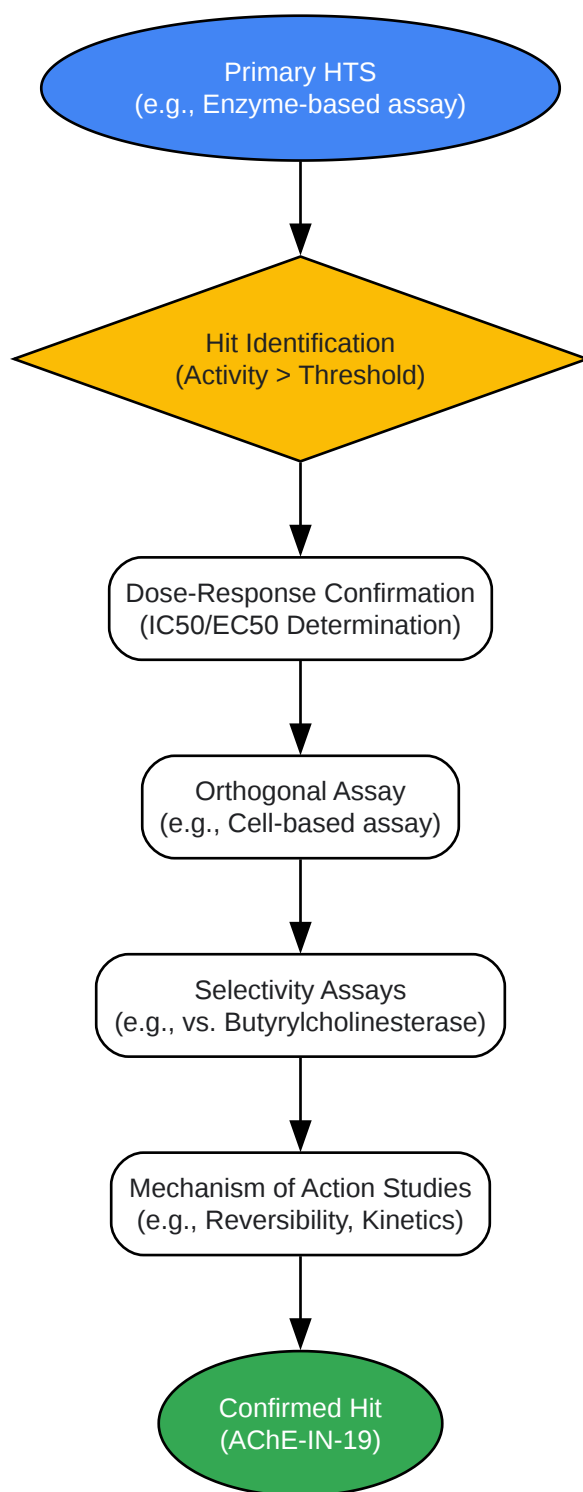 Primary HTS
(e.g., Enzyme-based assay)
Hit Identification
(Activity > Threshold)
Dose-Response Confirmation
(IC50/EC50 Determination)
Orthogonal Assay
(e.g., Cell-based assay)
Selectivity Assays
(e.g., vs. Butyrylcholinesterase)
Mechanism of Action Studies
(e.g., Reversibility, Kinetics)
Confirmed Hit
(AChE-IN-19)